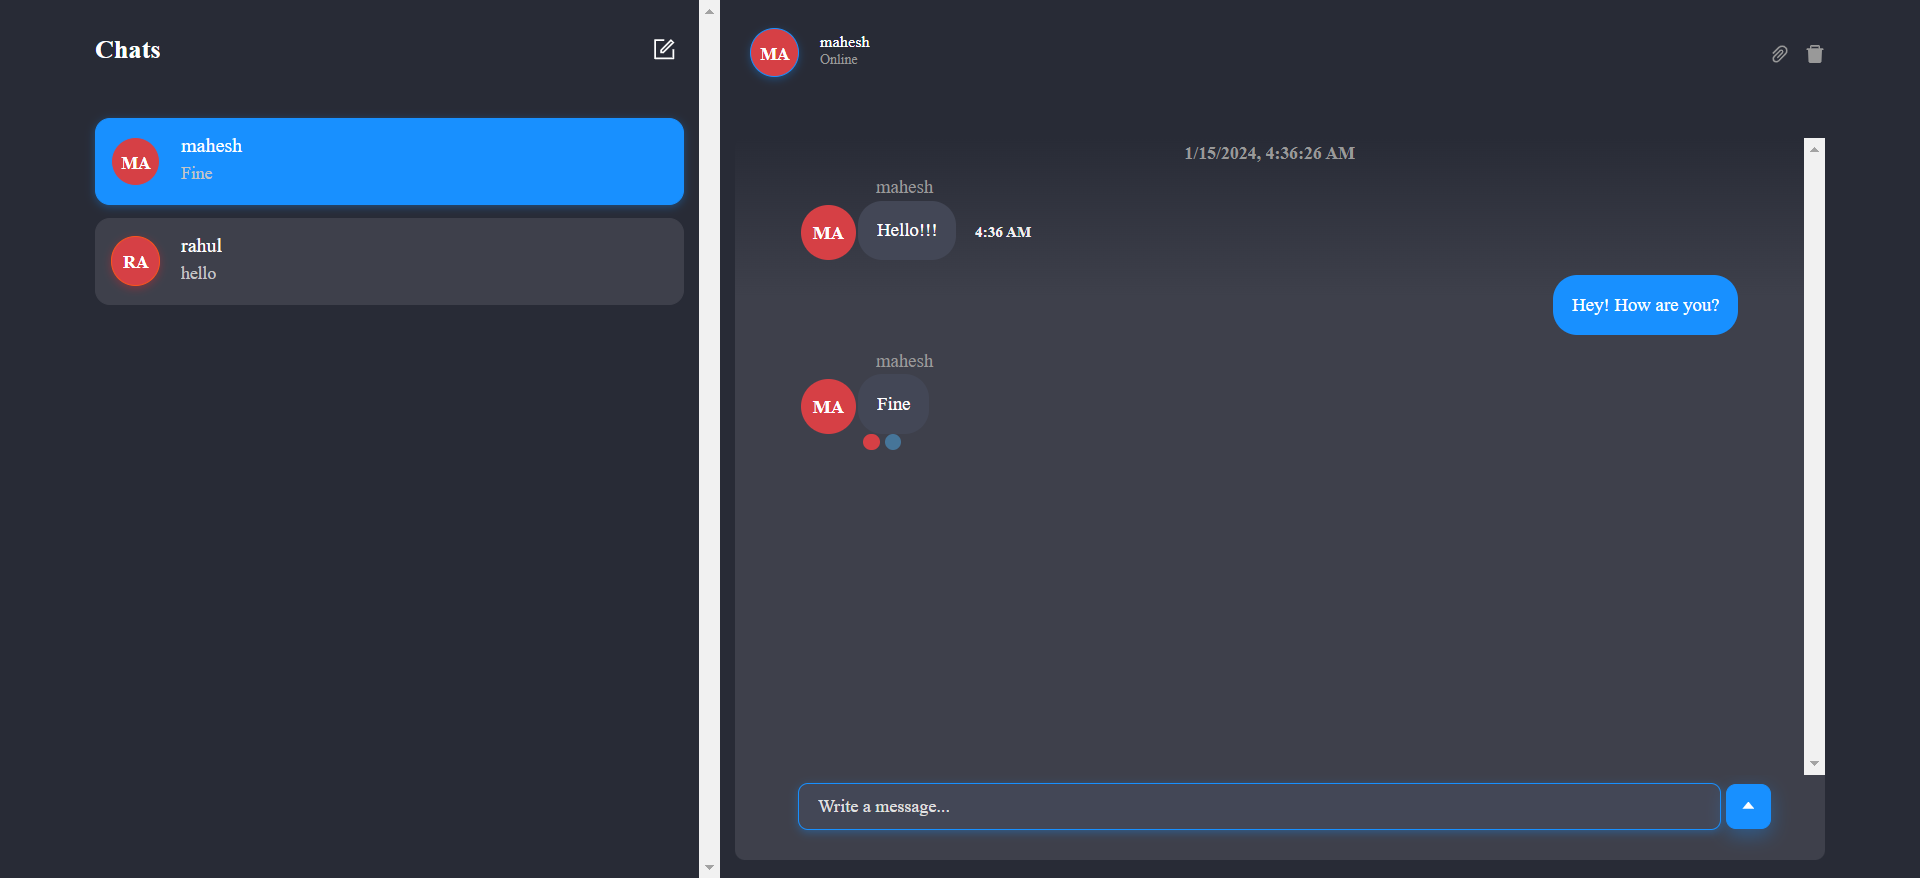 Chats
MA
mahesh
Fine
RA
rahul
hello
MA
mahesh
Online
1/15/2024, 4:36:26 AM
mahesh
MA
Hello!!!
4:36 AM
Hey! How are you?
mahesh
MA
Fine
Write a message...